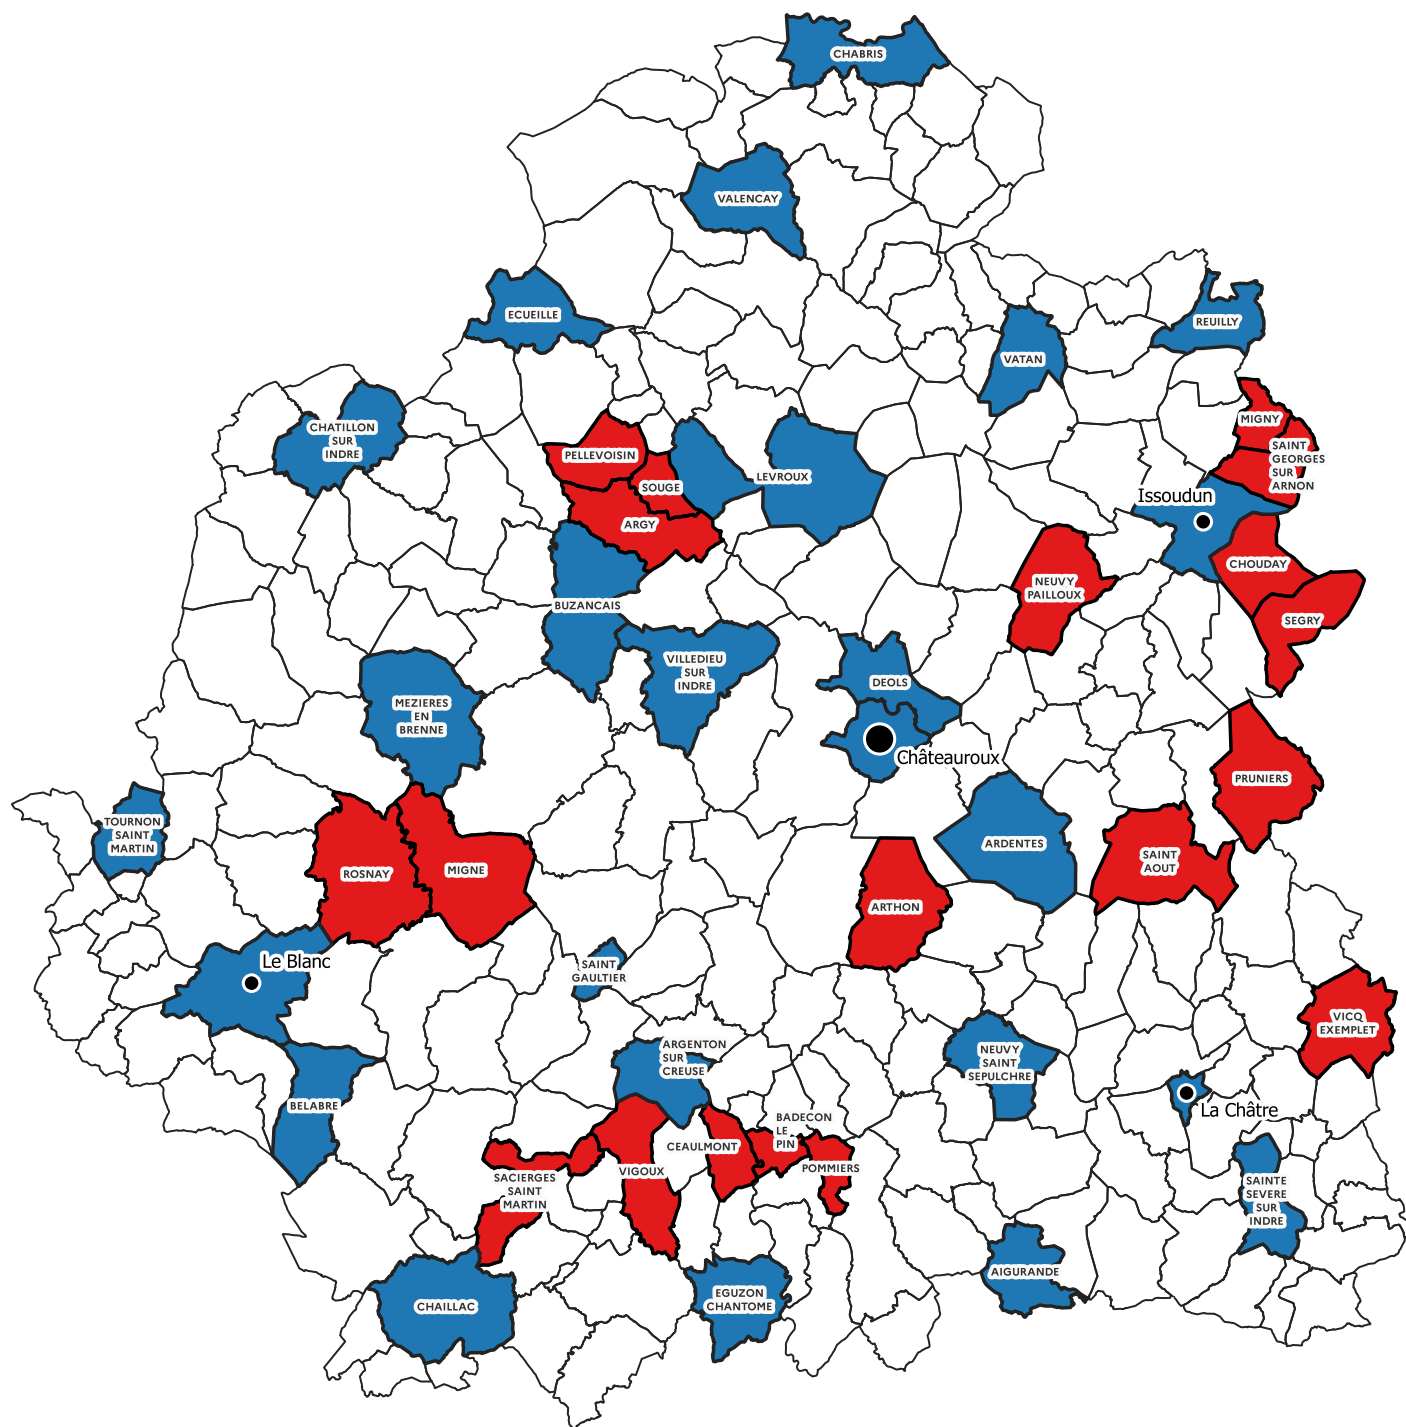 CHABRIS
VALENCAY
ECUEILLE
REUILLY
VATAN
CHATILLON
SUR
INDRE
MIGNY
SAINT
GEORGES
SUR
ARNON
PELLEVOISIN
SOUGE
LEVROUX
Issoudun
ARGY
CHOUDAY
NEUVY
PAILLOUX
BUZANCAIS
SEGRY
VILLEDIEU
SUR
INDRE
DEOLS
MEZIERES
EN
BRENNE
Châteauroux
PRUNIERS
TOURNON
SAINT
MARTIN
ARDENTES
SAINT
AOUT
ROSNAY
MIGNE
ARTHON
Le Blanc
SAINT
GAULTIER
VICQ
EXEMPLET
ARGENTON
SUR
CREUSE
NEUVY
SAINT
SEPULCHRE
BELABRE
La Châtre
BADECON
LE
PIN
CEAULMONT
POMMIERS
VIGOUX
SACIERGES
SAINT
MARTIN
SAINTE
SEVERE
SUR
INDRE
AIGURANDE
EGUZON
CHANTOME
CHAILLAC